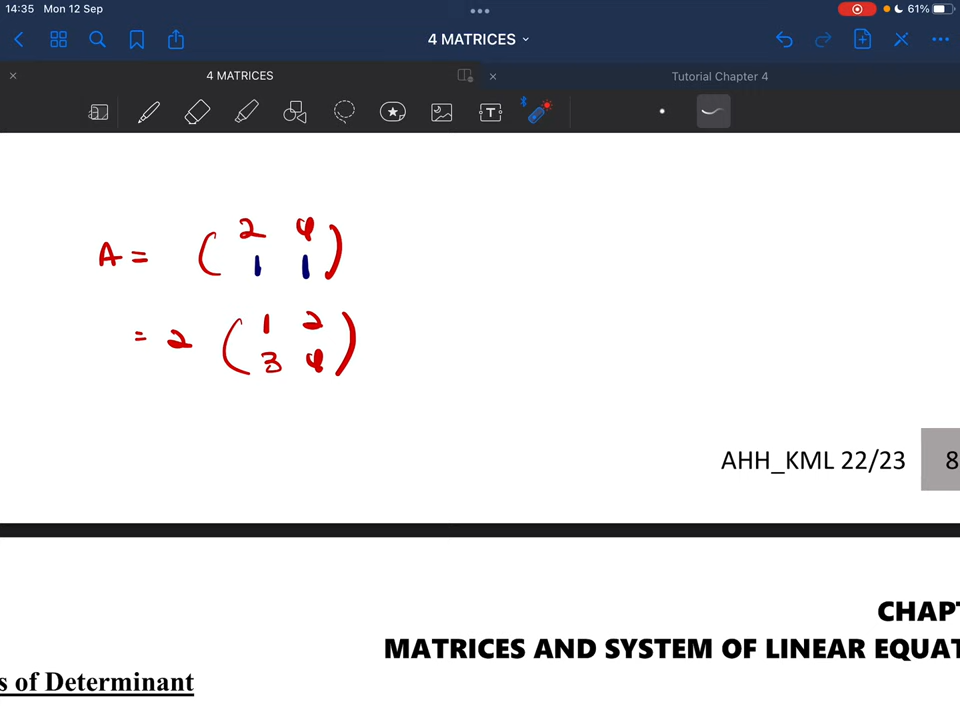 14:35 Mon 12 Sep 61%
4 MATRICES
4 MATRICES Tutorial Chapter 4
T
A = ( 2 4
1 1 )
= 2 ( 1 2
3 4 )
AHH_KML 22/23 8
CHAPT
MATRICES AND SYSTEM OF LINEAR EQUAT
s of Determinant